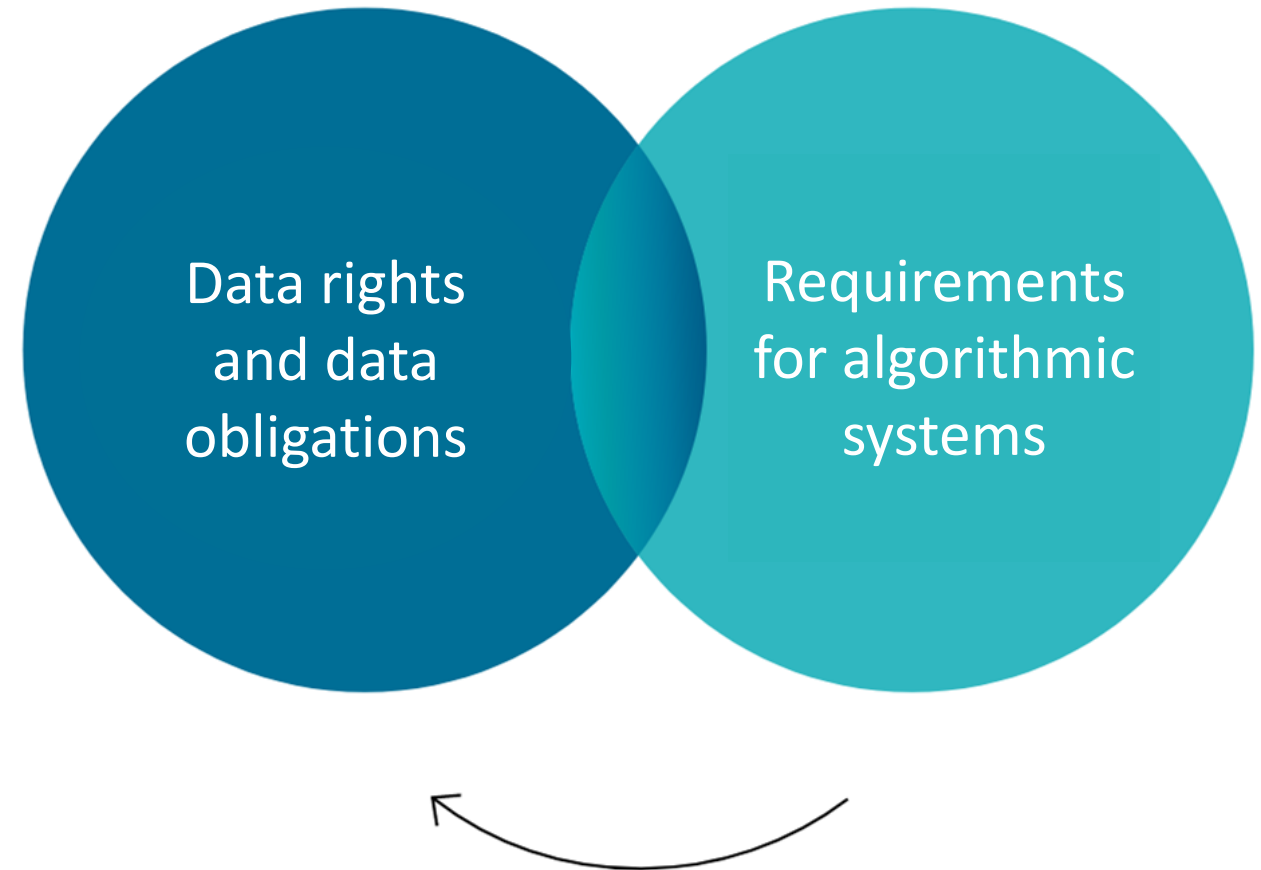 Data rights
and data
obligations
Requirements
for algorithmic
systems